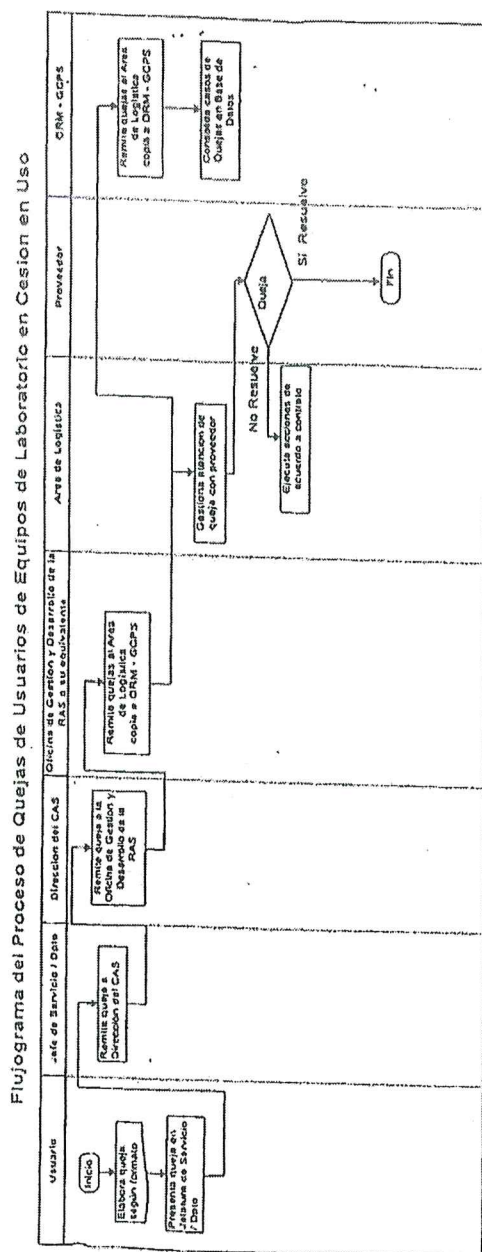 Flujograma del Proceso de Quejas de Usuarios de Equipos de Laboratorio en Cesion en Uso
Usuario
Jefe de Servicio / Dpto
Direccion del CAS
Oficina de Gestion y Desarrollo de la
RAS o su equivalente
Area de Logistica
Proveedor
CRM - GCPS
Inicio
Elabora queja
según formato
Presenta queja en
Jefatura de Servicio
/ Dpto
Remite queja a
Dirección del CAS
Remite queja a la
Oficina de Gestion y
Desarrollo de la
RAS
Remite quejas al Area
de Logística
copia a CRM - GCPS
Gestiona atencion de
queja con proveedor
No Resuelve
Ejecuta acciones de
acuerdo a contrato
Queja
Si Resuelve
Fin
Remite quejas al Area
de Logística
copia a CRM - GCPS
Consolida casos de
Quejas en Base de
Datos